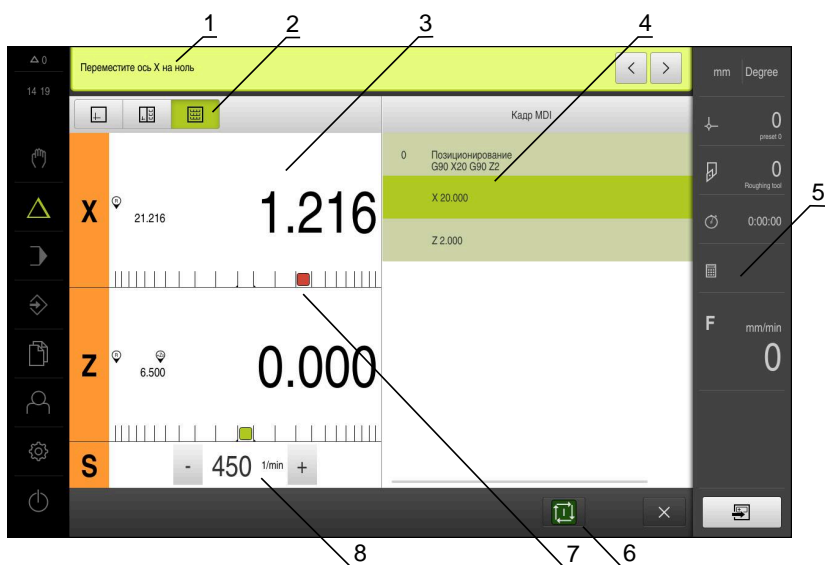 1
2
3
4
0
14 19
Переместите ось X на ноль
< >
mm Degree
Кадр MDI
0
preset 0
0 Позиционирование
G90 X20 G90 Z2
X 20.000
Z 2.000
0
Roughing tool
5
0:00:00
X
R
21.216
1.216
F mm/min
0
Z
R
6.500
0.000
S
- 450 1/min +
8
7
6